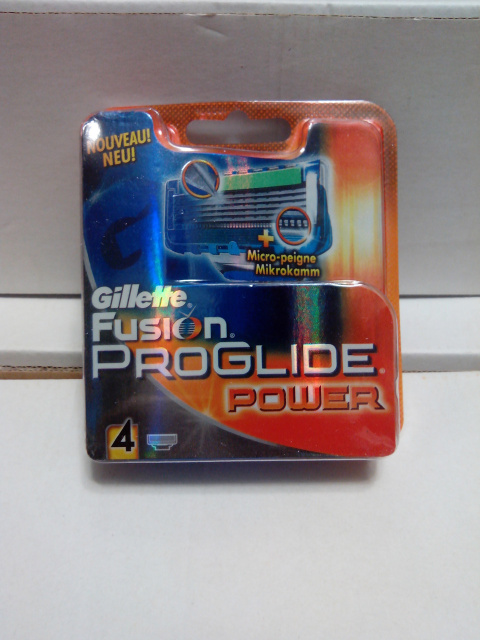 NOUVEAU!
NEU!
+
Micro-peigne
Mikrokamm
Gillette
FUSION
PROGLIDE
POWER
4